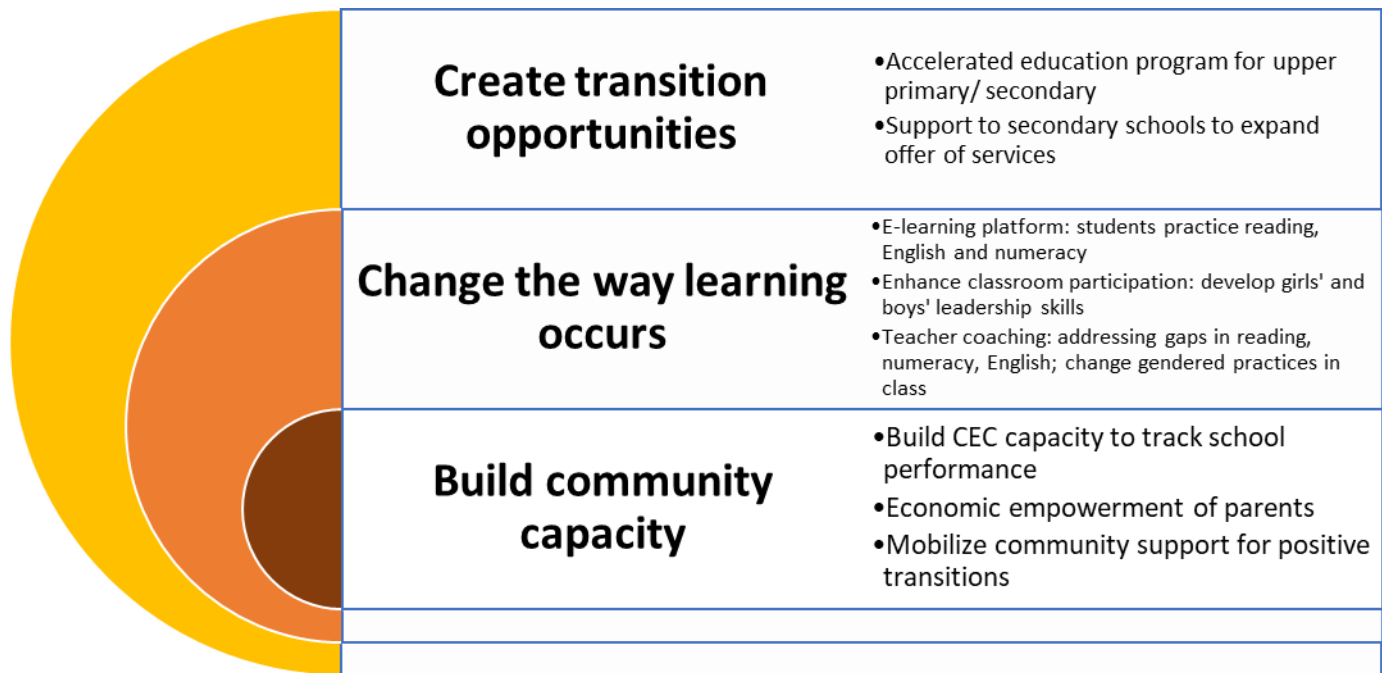 Create transition
opportunities
•Accelerated education program for upper
primary/ secondary
•Support to secondary schools to expand
offer of services
Change the way learning
occurs
•E-learning platform: students practice reading,
English and numeracy
•Enhance classroom participation: develop girls' and
boys' leadership skills
•Teacher coaching: addressing gaps in reading,
numeracy, English; change gendered practices in
class
Build community
capacity
•Build CEC capacity to track school
performance
•Economic empowerment of parents
•Mobilize community support for positive
transitions